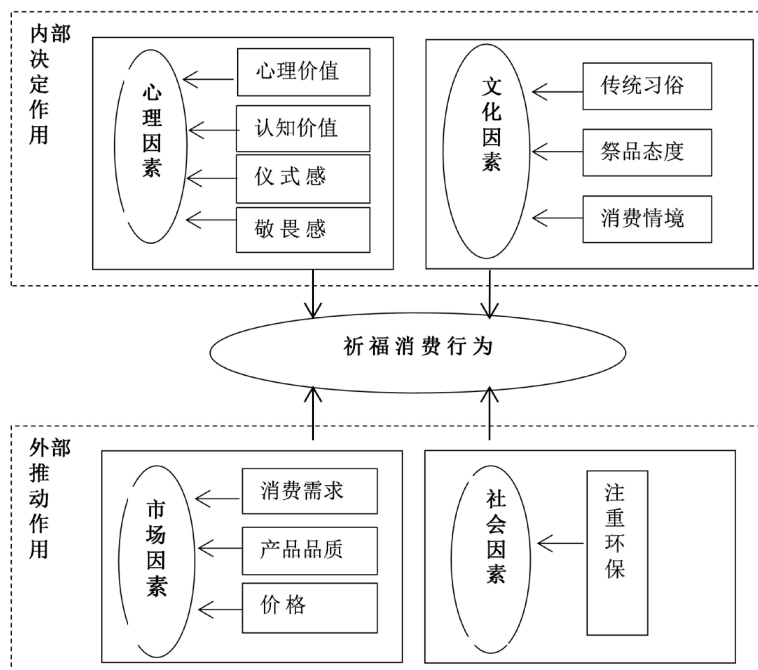 内部决定作用
心理因素
心理价值
认知价值
仪式感
敬畏感
文化因素
传统习俗
祭品态度
消费情境
祈福消费行为
外部推动作用
市场因素
消费需求
产品品质
价格
社会因素
注重环保